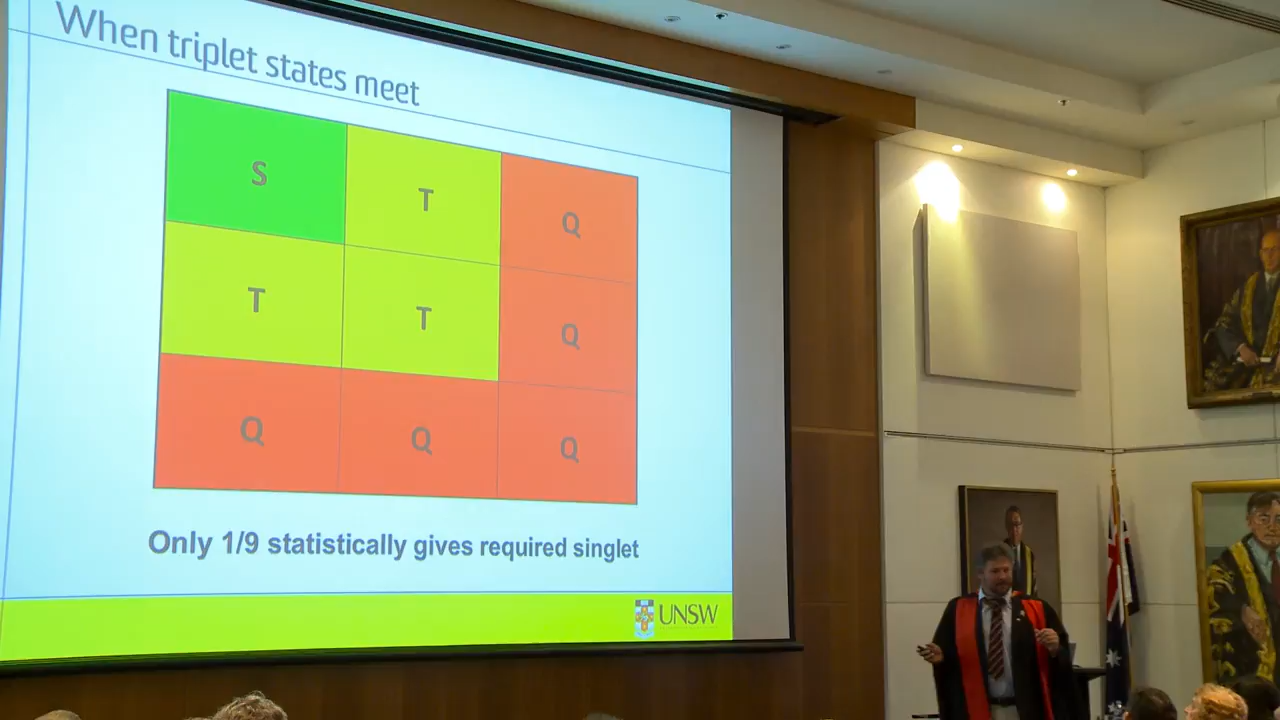 When triplet states meet
S T Q
T T Q
Q Q Q
Only 1/9 statistically gives required singlet
UNSW